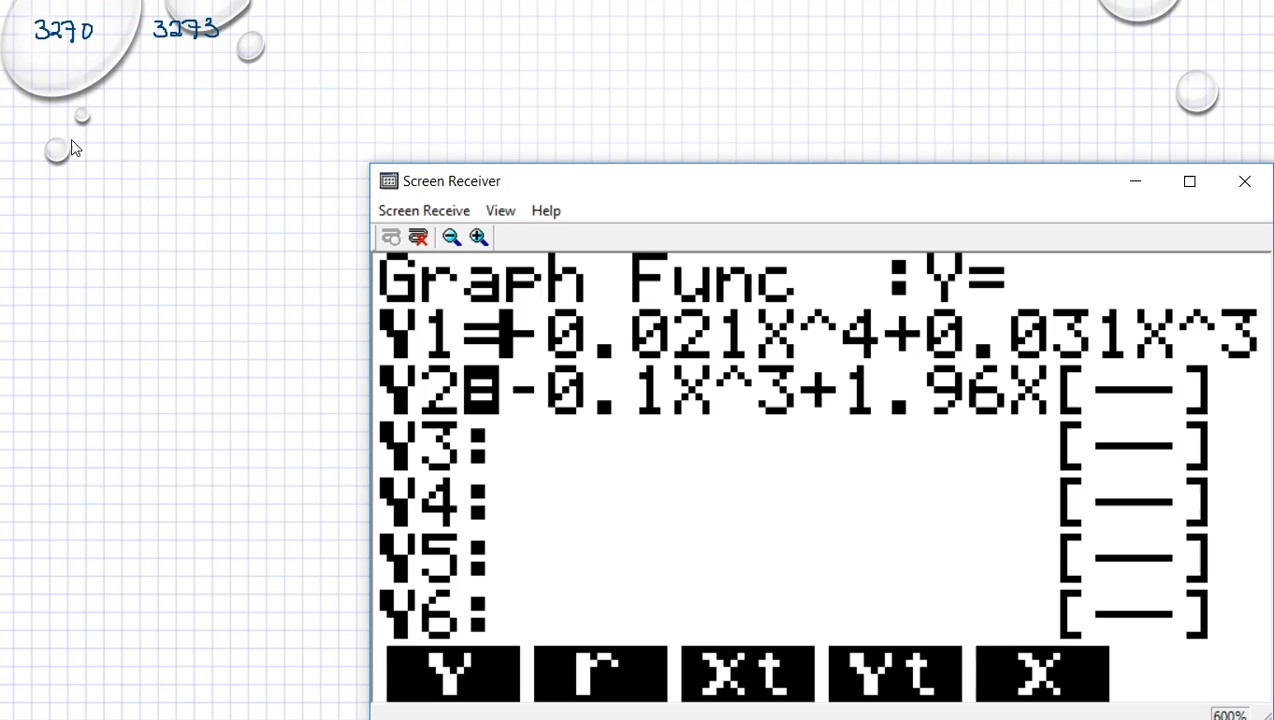 3270 3273
Screen Receiver
Screen Receive View Help
Graph Func :Y=
Y1=-0.021X^4+0.031X^3
Y2=-0.1X^3+1.96X[—]
Y3: [—]
Y4: [—]
Y5: [—]
Y6: [—]
Y r Xt Yt X
600%